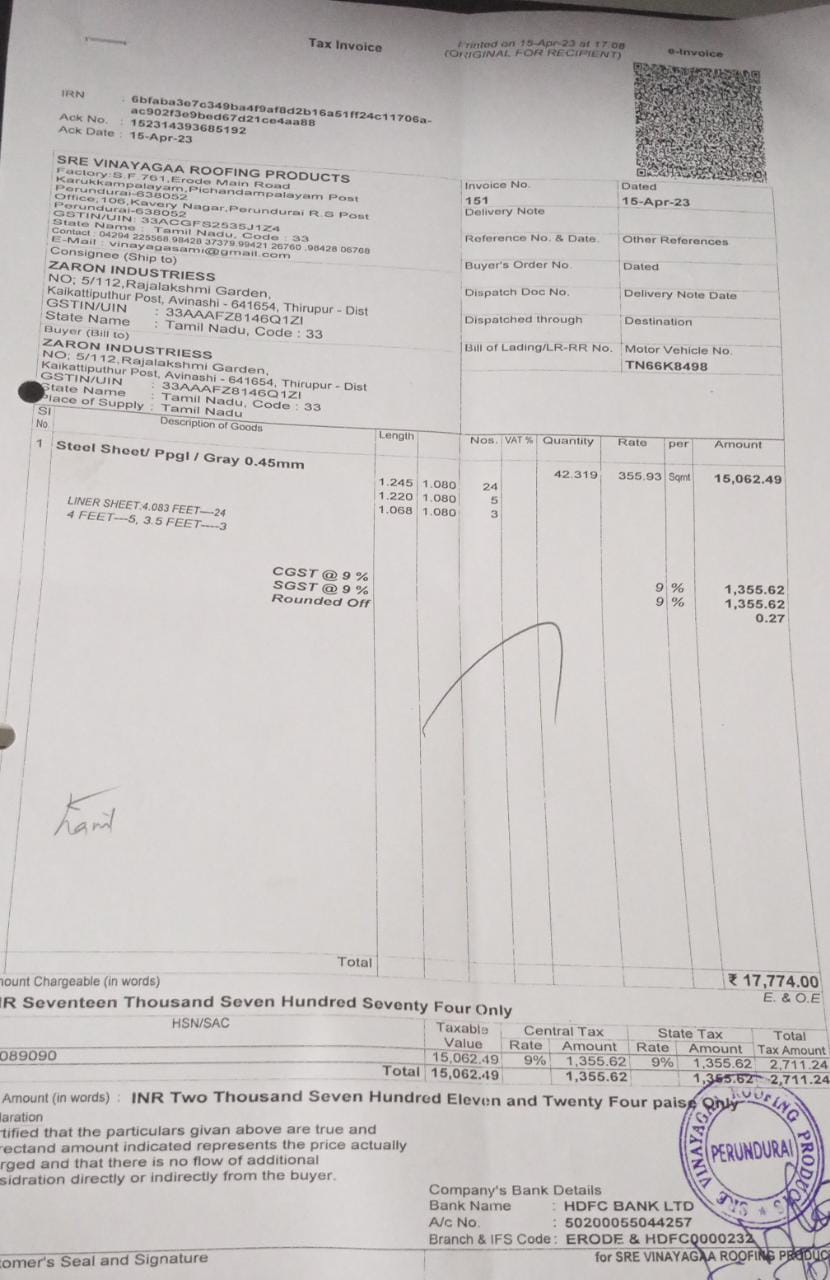 Tax Invoice
Printed on 15-Apr-23 at 17:08
(ORIGINAL FOR RECIPIENT)
e-Invoice
IRN : 6bfaba3e7c349ba4f9af8d2b16a51ff24c11706a-
ac902f3e9bed67d21ce4aa88
Ack No. : 152314393685192
Ack Date : 15-Apr-23
SRE VINAYAGAA ROOFING PRODUCTS
Factory:S.F 761,Erode Main Road
Karukkampalayam,Pichandampalayam Post
Perundurai-638052
Office;106,Kavery Nagar,Perundurai R.S Post
Perundurai-638052
GSTIN/UIN: 33ACGFS2535J1Z4
State Name : Tamil Nadu, Code : 33
Contact : 04294 225568,98428 37379,99421 26760 ,98428 06768
E-Mail : vinayagasami@gmail.com
Invoice No. Dated
151 15-Apr-23
Delivery Note
Reference No. & Date. Other References
Buyer's Order No. Dated
Dispatch Doc No. Delivery Note Date
Dispatched through Destination
Bill of Lading/LR-RR No. Motor Vehicle No.
TN66K8498
Consignee (Ship to)
ZARON INDUSTRIESS
NO; 5/112,Rajalakshmi Garden,
Kaikattiputhur Post, Avinashi - 641654, Thirupur - Dist
GSTIN/UIN : 33AAAFZ8146Q1ZI
State Name : Tamil Nadu, Code : 33
Buyer (Bill to)
ZARON INDUSTRIESS
NO; 5/112,Rajalakshmi Garden,
Kaikattiputhur Post, Avinashi - 641654, Thirupur - Dist
GSTIN/UIN : 33AAAFZ8146Q1ZI
State Name : Tamil Nadu, Code : 33
Place of Supply : Tamil Nadu
Sl No Description of Goods Length Nos. VAT % Quantity Rate per Amount
1 Steel Sheet/ Ppgl / Gray 0.45mm 42.319 355.93 Sqmt 15,062.49
1.245 1.080 24
1.220 1.080 5
1.068 1.080 3
LINER SHEET.4.083 FEET---24
4 FEET---5, 3.5 FEET----3
CGST @ 9 % 9 % 1,355.62
SGST @ 9 % 9 % 1,355.62
Rounded Off 0.27
Total ₹ 17,774.00
mount Chargeable (in words) E. & O.E
IR Seventeen Thousand Seven Hundred Seventy Four Only
HSN/SAC Taxable Value Central Tax State Tax Total
Rate Amount Rate Amount Tax Amount
089090 15,062.49 9% 1,355.62 9% 1,355.62 2,711.24
Total 15,062.49 1,355.62 1,355.62 2,711.24
Amount (in words) : INR Two Thousand Seven Hundred Eleven and Twenty Four paise Only
laration
rtified that the particulars givan above are true and
rectand amount indicated represents the price actually
rged and that there is no flow of additional
sidration directly or indirectly from the buyer.
SRE VINAYAGAA ROOFING PRODUCTS
PERUNDURAI
Company's Bank Details
Bank Name : HDFC BANK LTD
A/c No. : 50200055044257
Branch & IFS Code : ERODE & HDFC0000232
tomer's Seal and Signature
for SRE VINAYAGAA ROOFING PRODUC